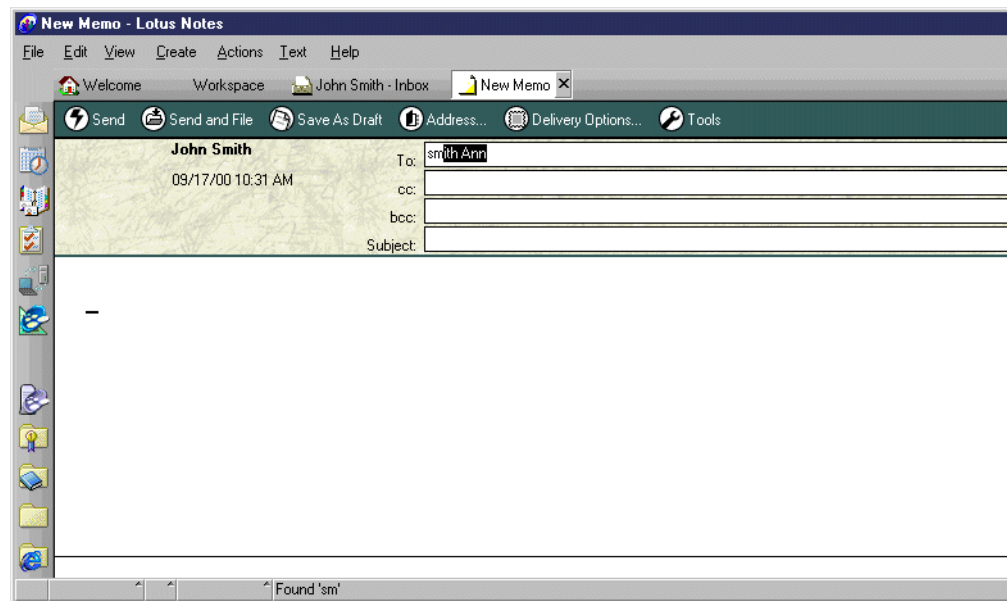 New Memo - Lotus Notes
File Edit View Create Actions Text Help
Welcome Workspace John Smith - Inbox New Memo X
Send Send and File Save As Draft Address... Delivery Options... Tools
John Smith To: smith Ann
09/17/00 10:31 AM cc:
bcc:
Subject:
Found 'sm'